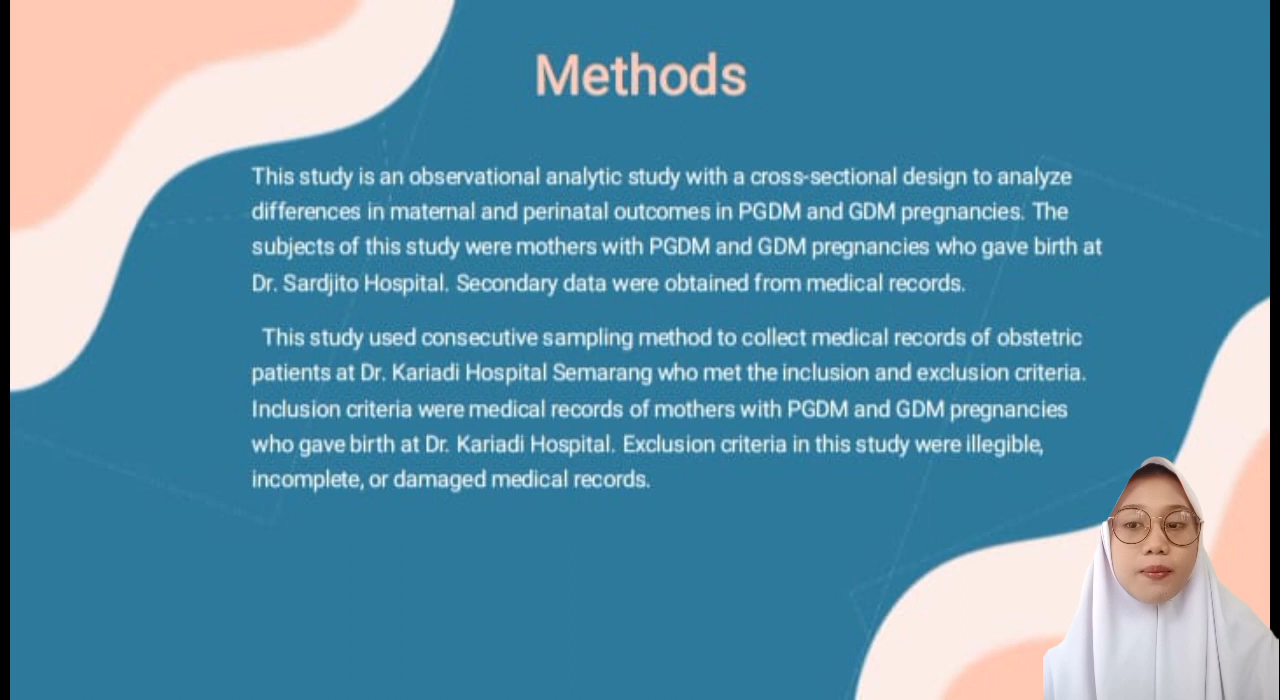 Methods
This study is an observational analytic study with a cross-sectional design to analyze
differences in maternal and perinatal outcomes in PGDM and GDM pregnancies. The
subjects of this study were mothers with PGDM and GDM pregnancies who gave birth at
Dr. Sardjito Hospital. Secondary data were obtained from medical records.
This study used consecutive sampling method to collect medical records of obstetric
patients at Dr. Kariadi Hospital Semarang who met the inclusion and exclusion criteria.
Inclusion criteria were medical records of mothers with PGDM and GDM pregnancies
who gave birth at Dr. Kariadi Hospital. Exclusion criteria in this study were illegible,
incomplete, or damaged medical records.